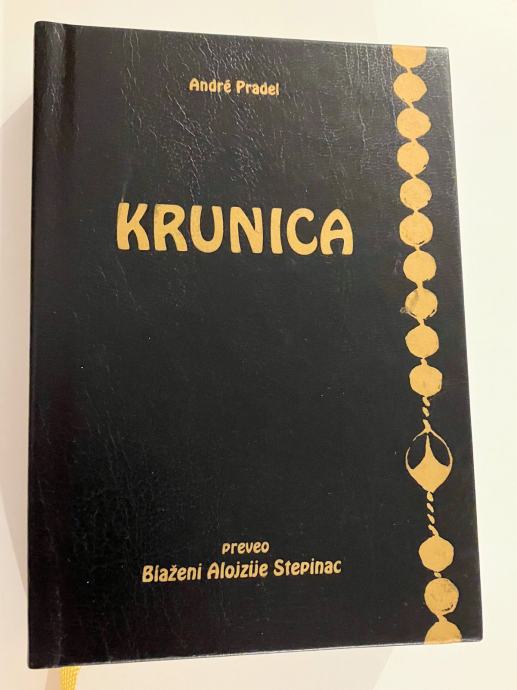 André Pradel
KRUNICA
preveo
Blaženi Alojzije Stepinac